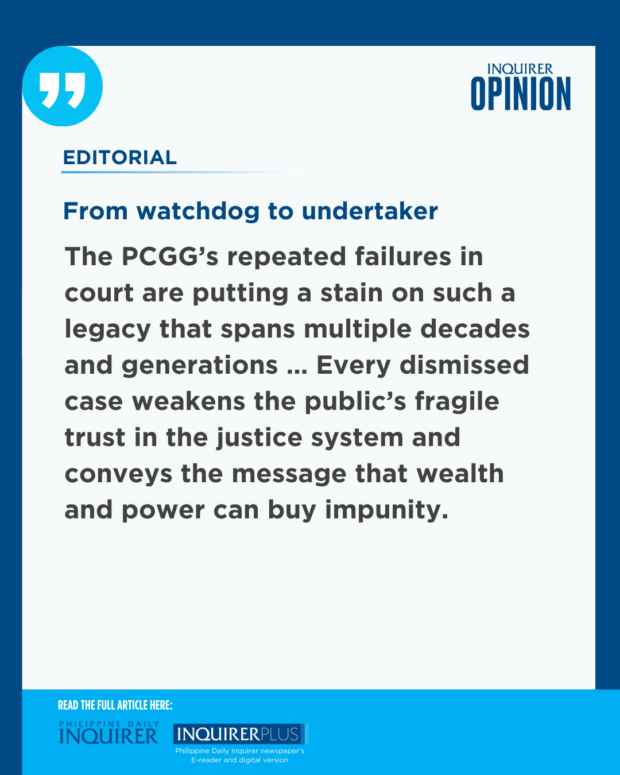 INQUIRER
OPINION
EDITORIAL
From watchdog to undertaker
The PCGG’s repeated failures in
court are putting a stain on such a
legacy that spans multiple decades
and generations ... Every dismissed
case weakens the public’s fragile
trust in the justice system and
conveys the message that wealth
and power can buy impunity.
READ THE FULL ARTICLE HERE:
PHILIPPINE DAILY
INQUIRER
INQUIRERPLUS
Philippine Daily Inquirer newspaper's
E-reader and digital version